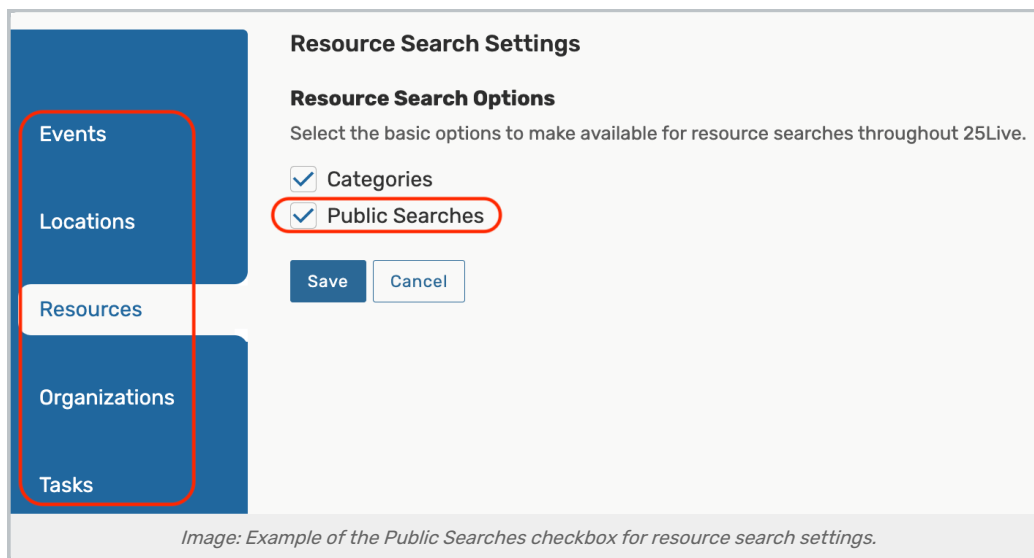 Resource Search Settings
Resource Search Options
Select the basic options to make available for resource searches throughout 25Live.
Categories
Public Searches
Save
Cancel
Events
Locations
Resources
Organizations
Tasks
Image: Example of the Public Searches checkbox for resource search settings.